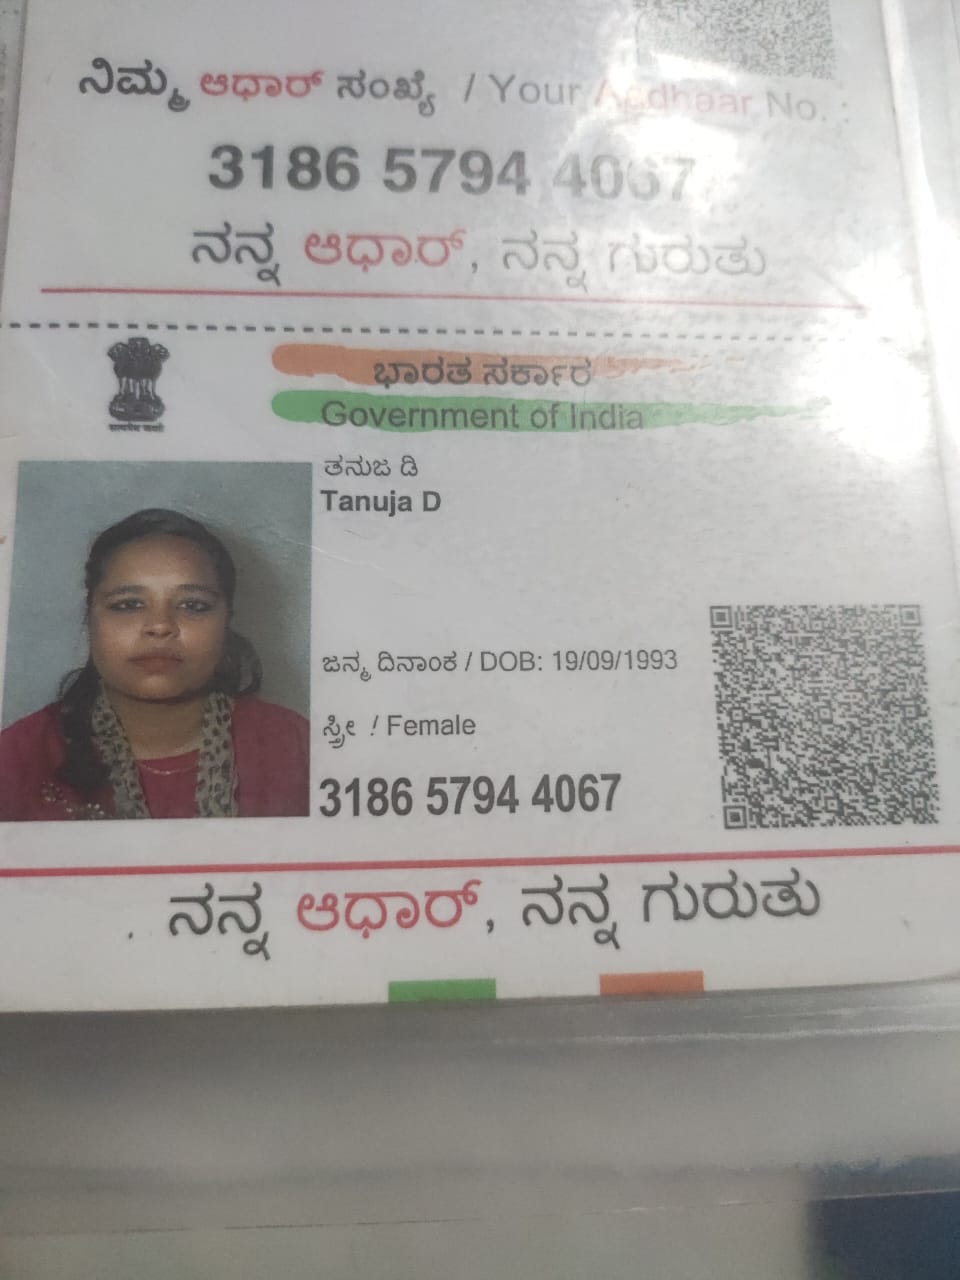 ನಿಮ್ಮ ಆಧಾರ್ ಸಂಖ್ಯೆ / Your Aadhaar No. :
3186 5794 4067
ನನ್ನ ಆಧಾರ್, ನನ್ನ ಗುರುತು
ಭಾರತ ಸರ್ಕಾರ
Government of India
ತನುಜ ಡಿ
Tanuja D
ಜನ್ಮ ದಿನಾಂಕ / DOB: 19/09/1993
ಸ್ತ್ರೀ / Female
3186 5794 4067
ನನ್ನ ಆಧಾರ್, ನನ್ನ ಗುರುತು